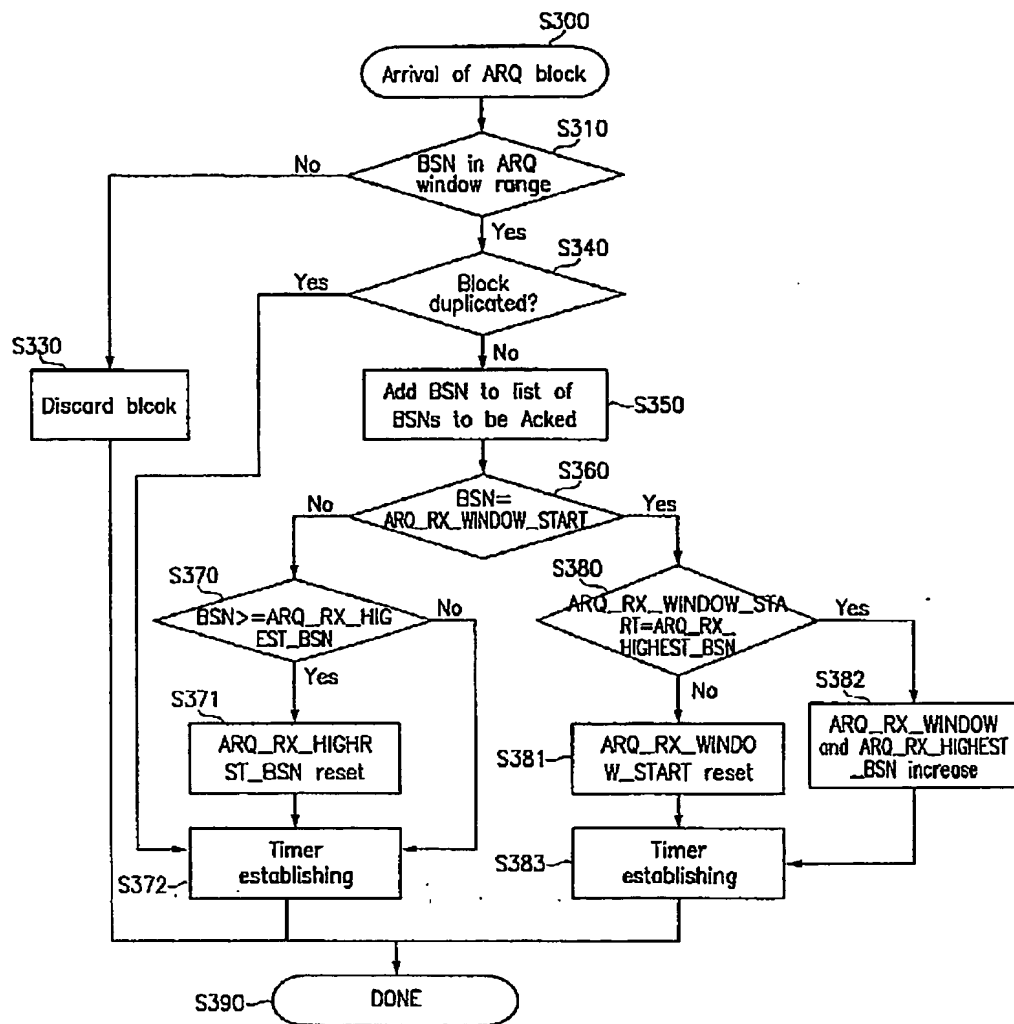 S300
Arrival of ARQ block
S310
BSN in ARQ
window range
No
Yes
S340
Block
duplicated?
Yes
No
S330
Discard block
Add BSN to list of
BSNs to be Acked
S350
S360
BSN=
ARQ_RX_WINDOW_START
No
Yes
S370
BSN>=ARQ_RX_HIG
EST_BSN
No
Yes
S380
ARQ_RX_WINDOW_STA
RT=ARQ_RX_
HIGHEST_BSN
Yes
No
S371
ARQ_RX_HIGHR
ST_BSN reset
S381
ARQ_RX_WINDO
W_START reset
S382
ARQ_RX_WINDOW
and ARQ_RX_HIGHEST
_BSN increase
S372
Timer
establishing
S383
Timer
establishing
S390
DONE